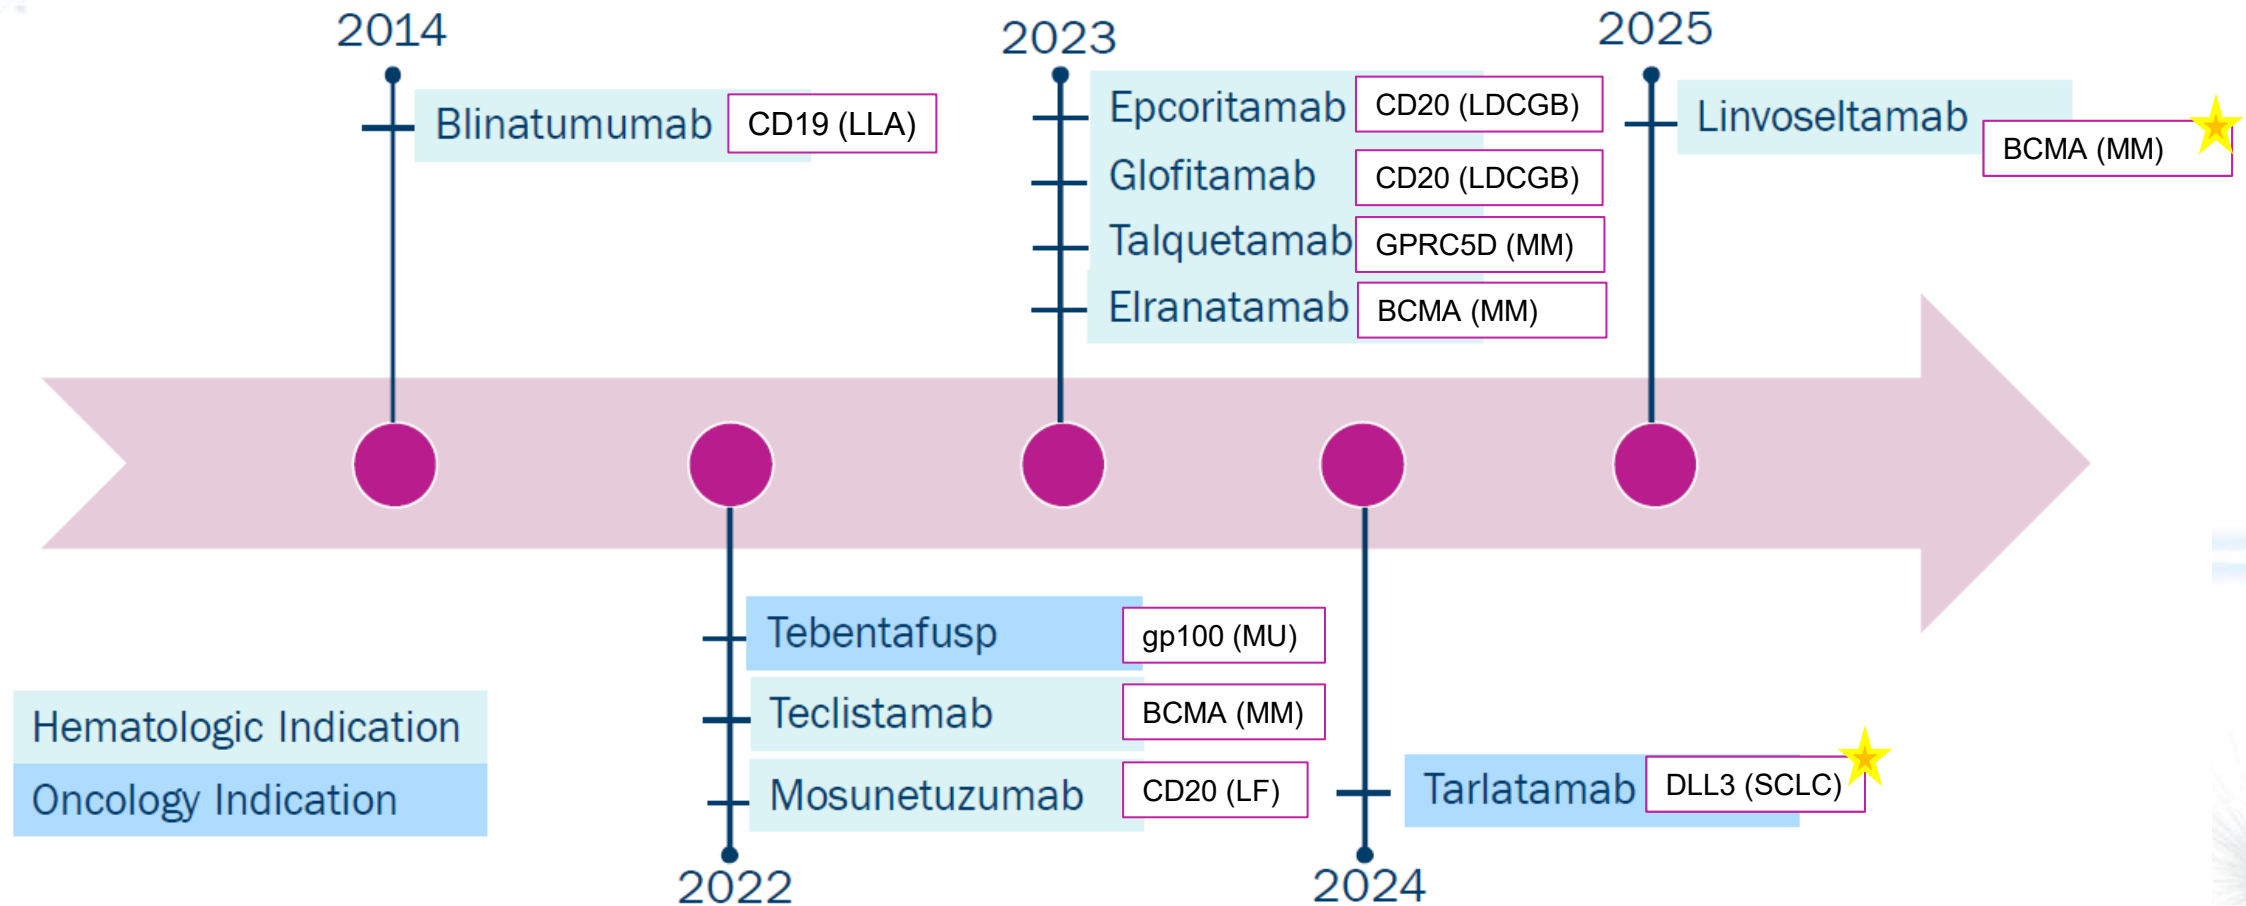 2014
Blinatumumab CD19 (LLA)
2023
Epcoritamab CD20 (LDCGB)
Glofitamab CD20 (LDCGB)
Talquetamab GPRC5D (MM)
Elranatamab BCMA (MM)
2025
Linvoseltamab
BCMA (MM)
Tebentafusp gp100 (MU)
Teclistamab BCMA (MM)
Mosunetuzumab CD20 (LF)
2022
Tarlatamab DLL3 (SCLC)
2024
Hematologic Indication
Oncology Indication